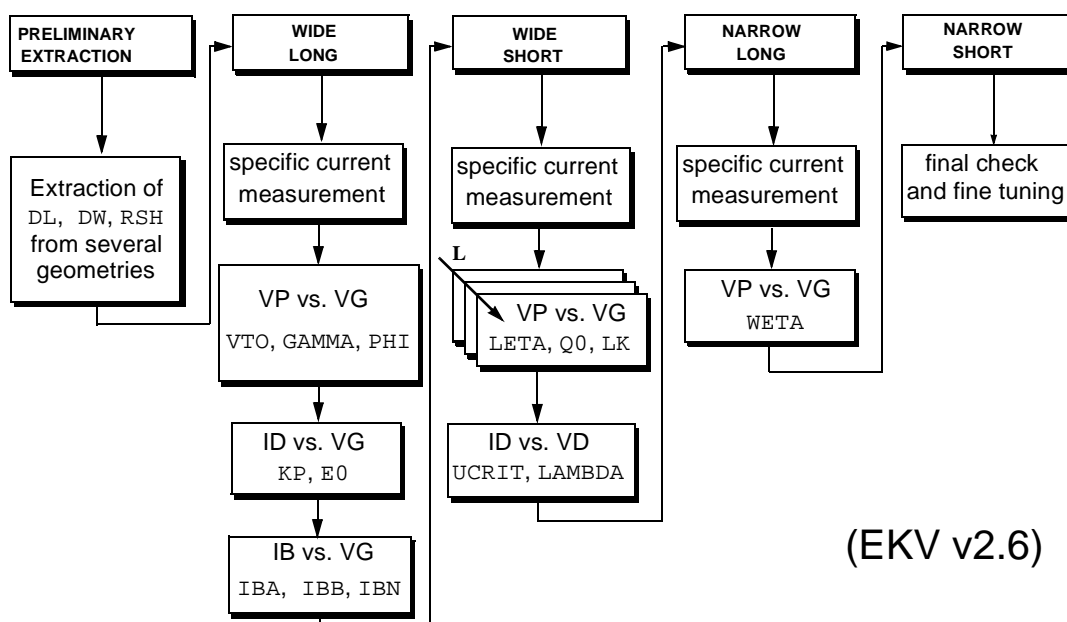 PRELIMINARY
EXTRACTION
Extraction of
DL, DW, RSH
from several
geometries
WIDE
LONG
specific current
measurement
VP vs. VG
VTO, GAMMA, PHI
ID vs. VG
KP, E0
IB vs. VG
IBA, IBB, IBN
WIDE
SHORT
specific current
measurement
L
VP vs. VG
LETA, Q0, LK
ID vs. VD
UCRIT, LAMBDA
NARROW
LONG
specific current
measurement
VP vs. VG
WETA
NARROW
SHORT
final check
and fine tuning
(EKV v2.6)